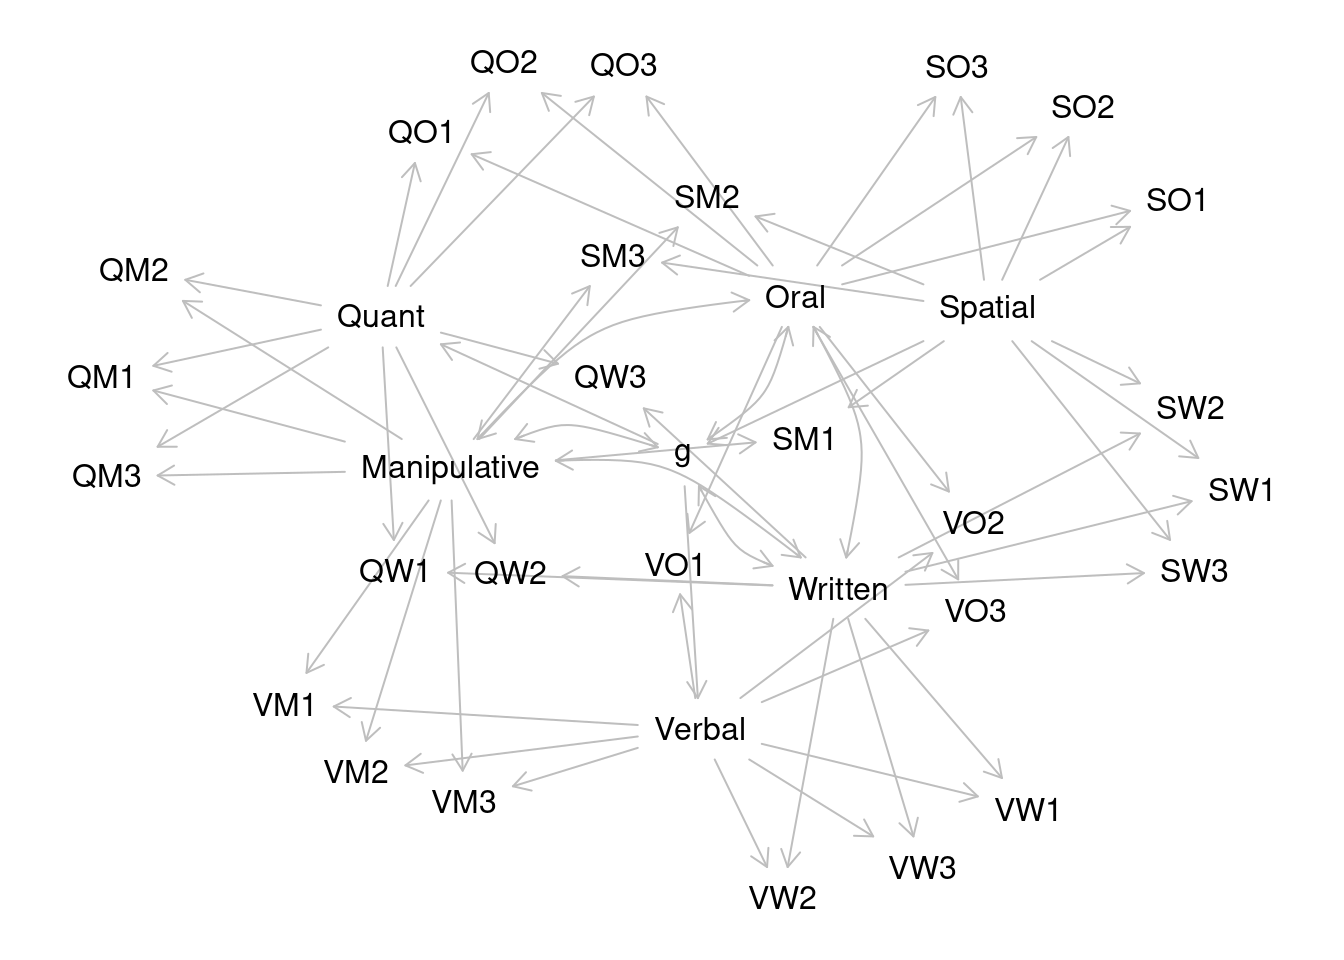 QO2
QO3
SO3
SO2
QO1
SM2
SO1
SM3
QM2
Oral
Spatial
Quant
QM1
QW3
SW2
SM1
g
Manipulative
QM3
SW1
VO2
VO1
QW1
QW2
SW3
Written
VO3
VM1
Verbal
VM2
VM3
VW1
VW3
VW2